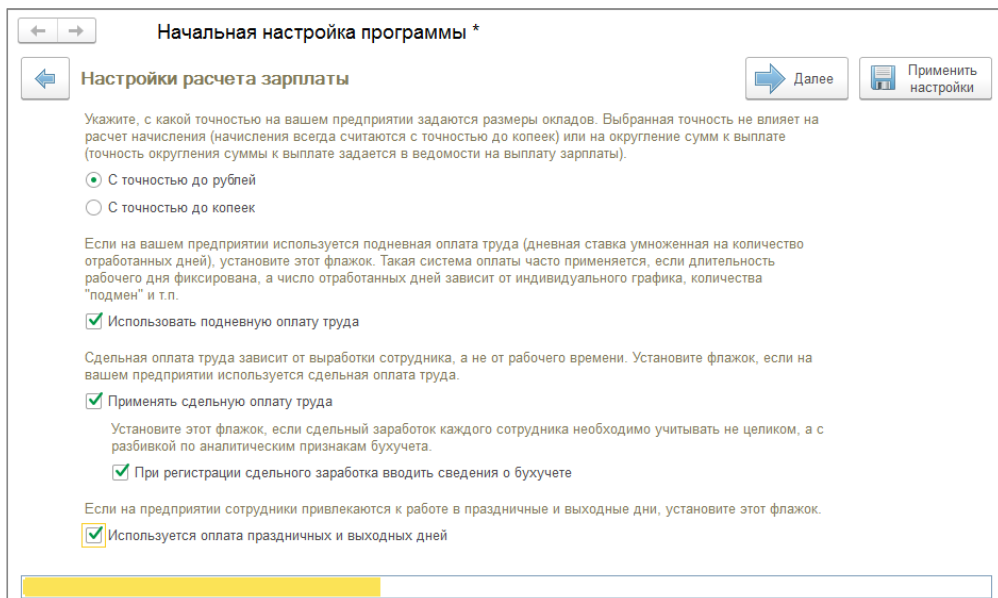 Начальная настройка программы *
Настройки расчета зарплаты
Далее
Применить
настройки
Укажите, с какой точностью на вашем предприятии задаются размеры окладов. Выбранная точность не влияет на
расчет начисления (начисления всегда считаются с точностью до копеек) или на округление сумм к выплате
(точность округления суммы к выплате задается в ведомости на выплату зарплаты).
С точностью до рублей
С точностью до копеек
Если на вашем предприятии используется подневная оплата труда (дневная ставка умноженная на количество
отработанных дней), установите этот флажок. Такая система оплаты часто применяется, если длительность
рабочего дня фиксирована, а число отработанных дней зависит от индивидуального графика, количества
"подмен" и т.п.
Использовать подневную оплату труда
Сдельная оплата труда зависит от выработки сотрудника, а не от рабочего времени. Установите флажок, если на
вашем предприятии используется сдельная оплата труда.
Применять сдельную оплату труда
Установите этот флажок, если сдельный заработок каждого сотрудника необходимо учитывать не целиком, а с
разбивкой по аналитическим признакам бухучета.
При регистрации сдельного заработка вводить сведения о бухучете
Если на предприятии сотрудники привлекаются к работе в праздничные и выходные дни, установите этот флажок.
Используется оплата праздничных и выходных дней